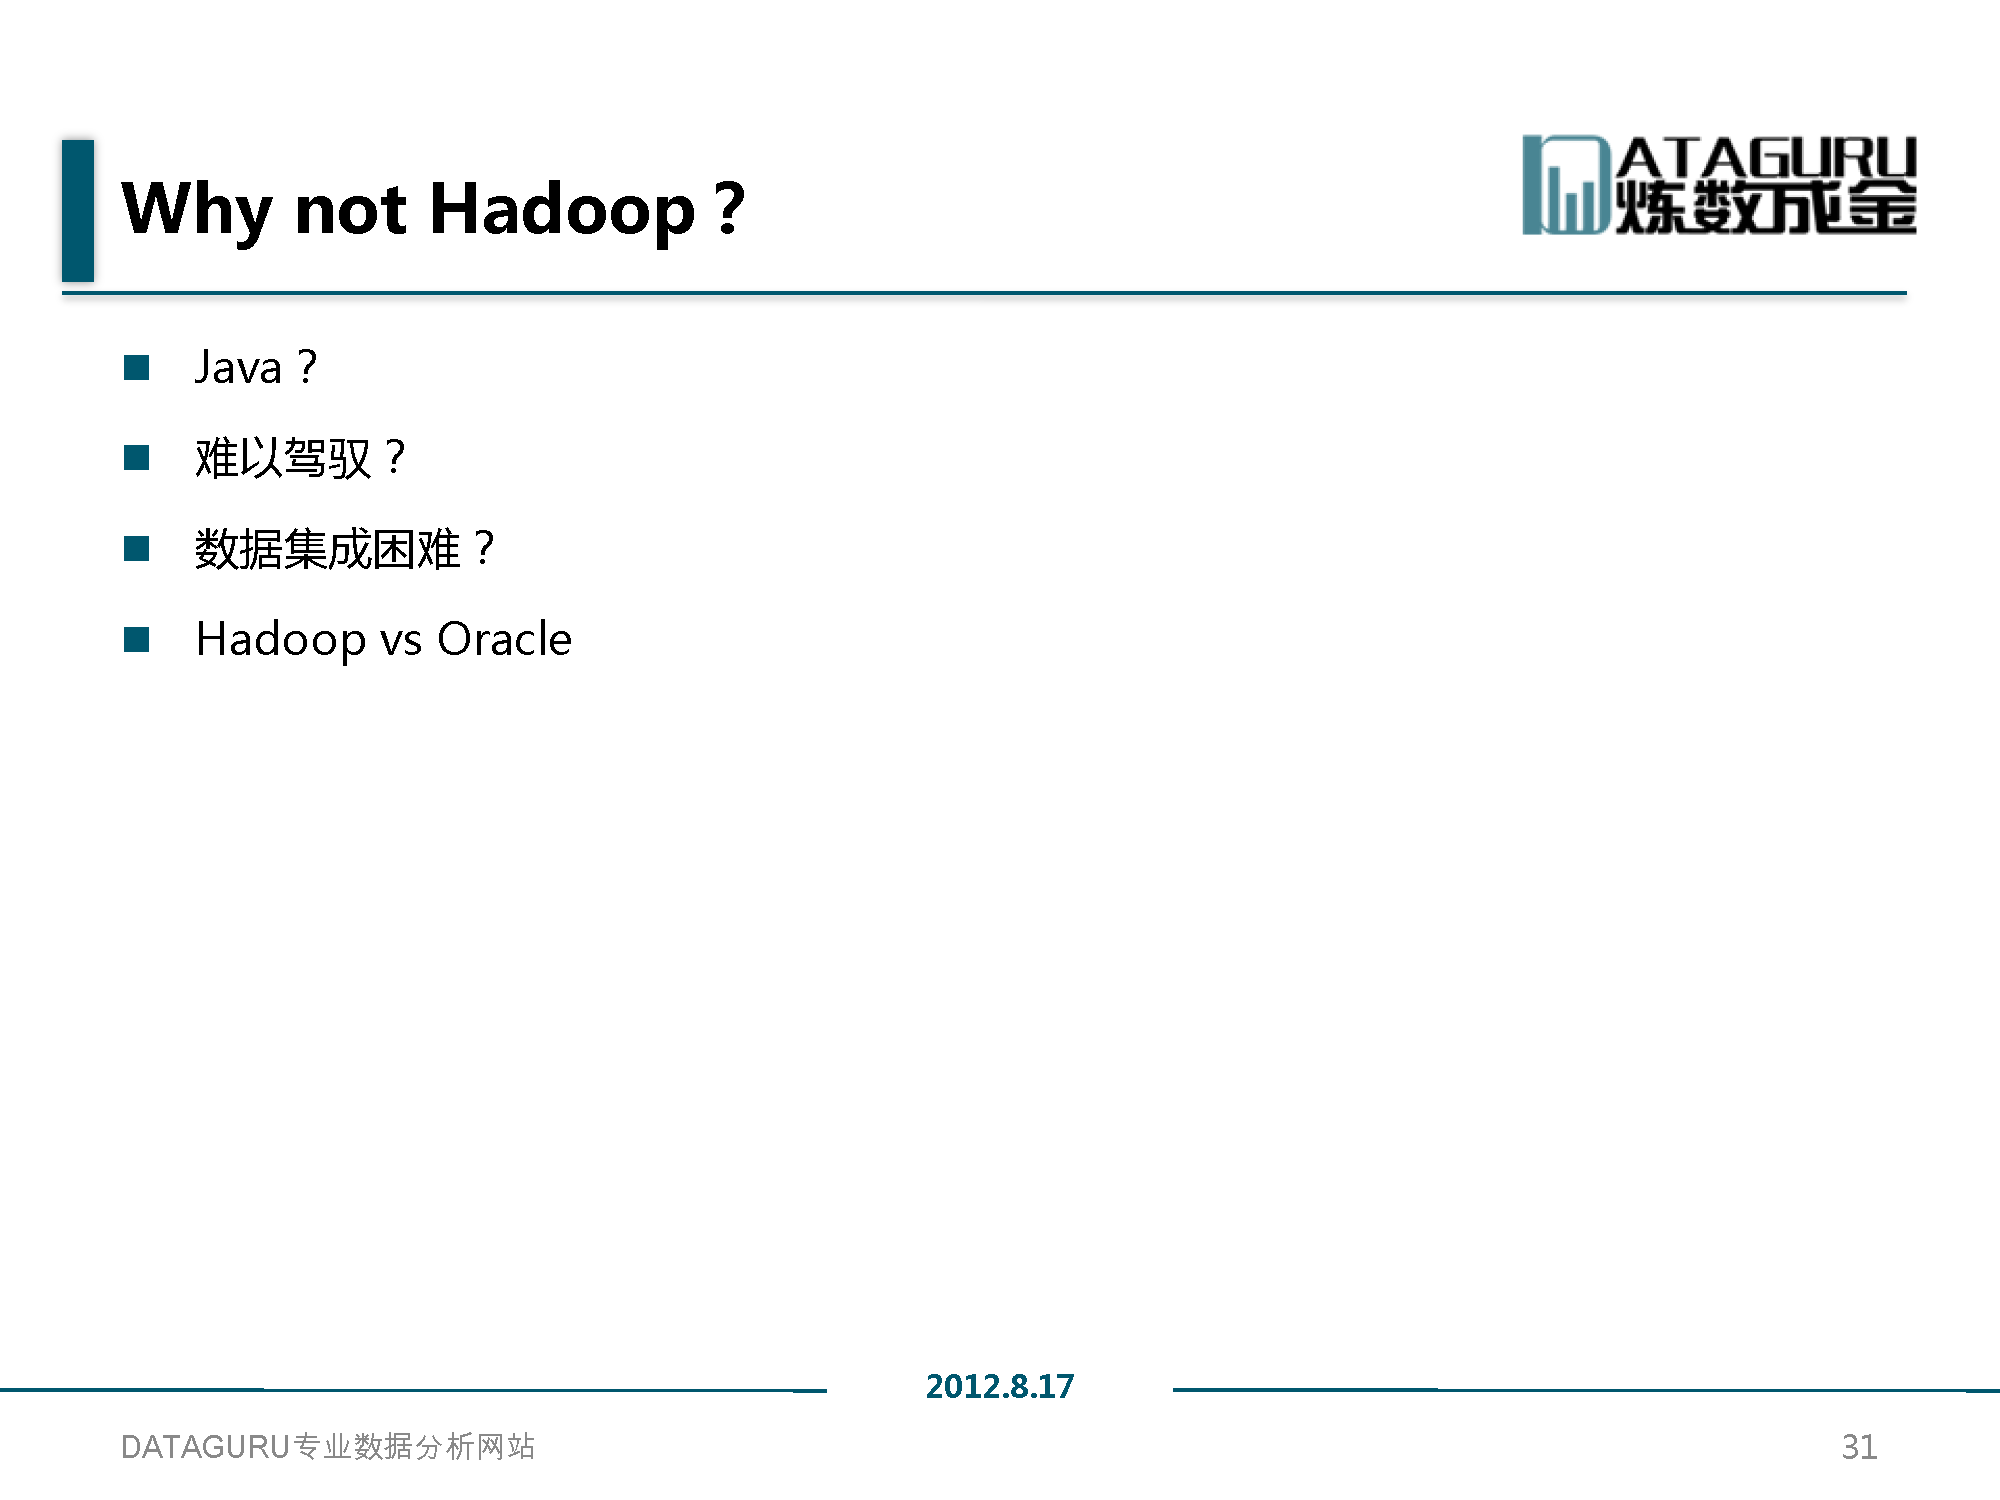 Why not Hadoop？
DATAGURU
炼数成金
Java？
难以驾驭？
数据集成困难？
Hadoop vs Oracle
2012.8.17
DATAGURU专业数据分析网站
31